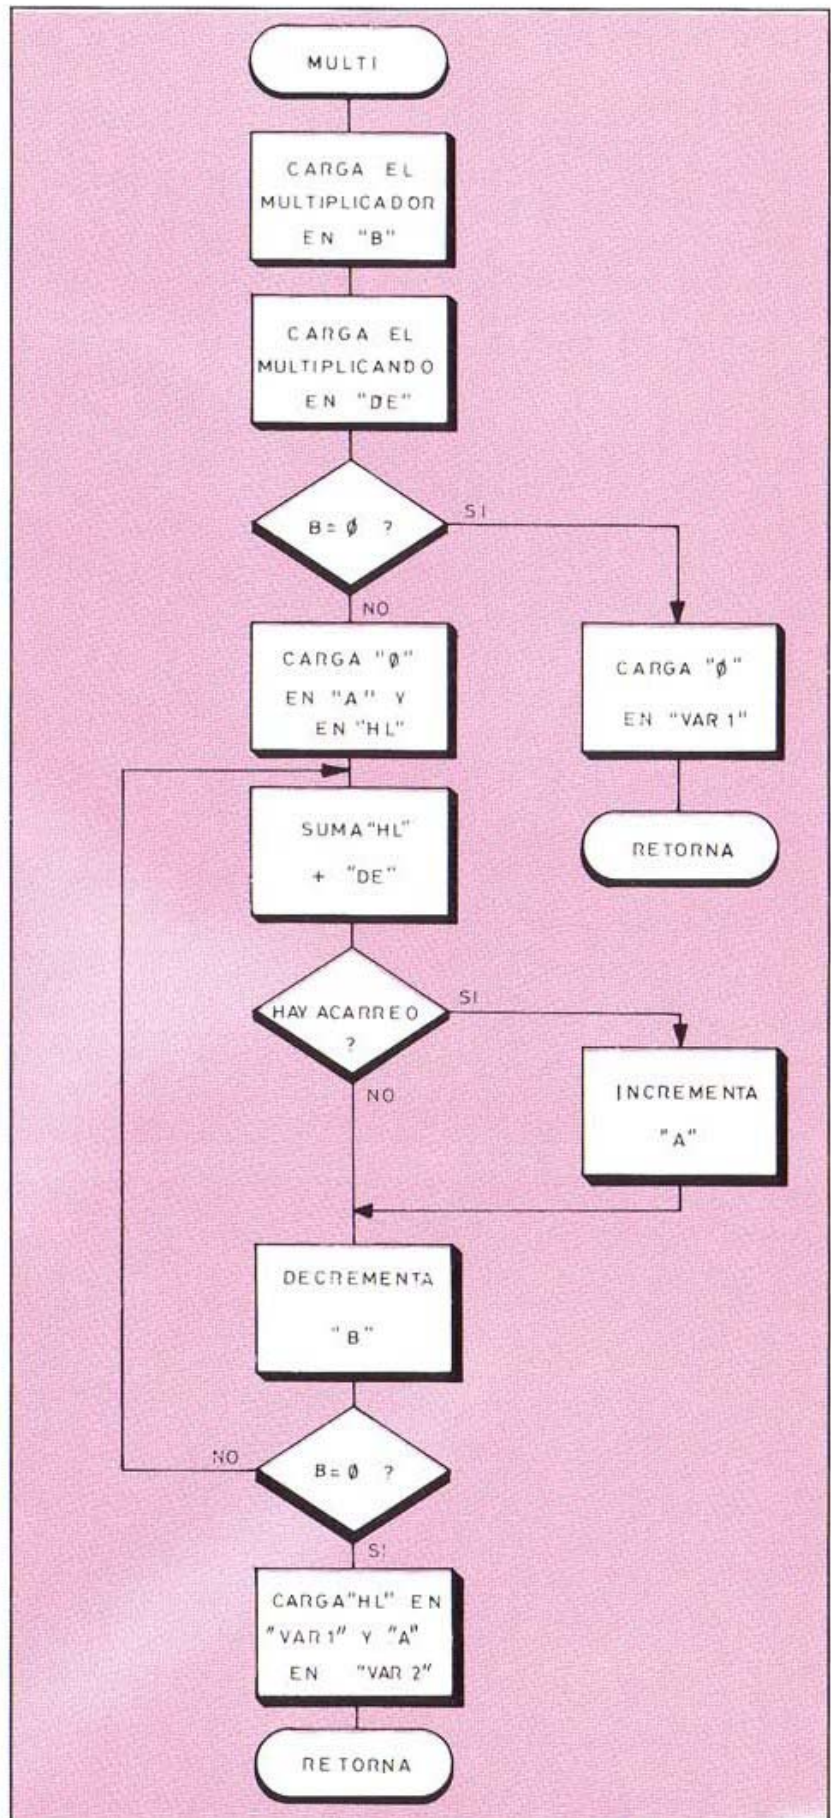 MULTI
CARGA EL
MULTIPLICADOR
EN "B"
CARGA EL
MULTIPLICANDO
EN "DE"
B=Ø ?
SI
NO
CARGA "Ø"
EN "A" Y
EN "HL"
CARGA "Ø"
EN "VAR 1"
RETORNA
SUMA "HL"
+ "DE"
HAY ACARREO
?
SI
NO
INCREMENTA
"A"
DECREMENTA
"B"
B=Ø ?
NO
SI
CARGA "HL" EN
"VAR 1" Y "A"
EN "VAR 2"
RETORNA